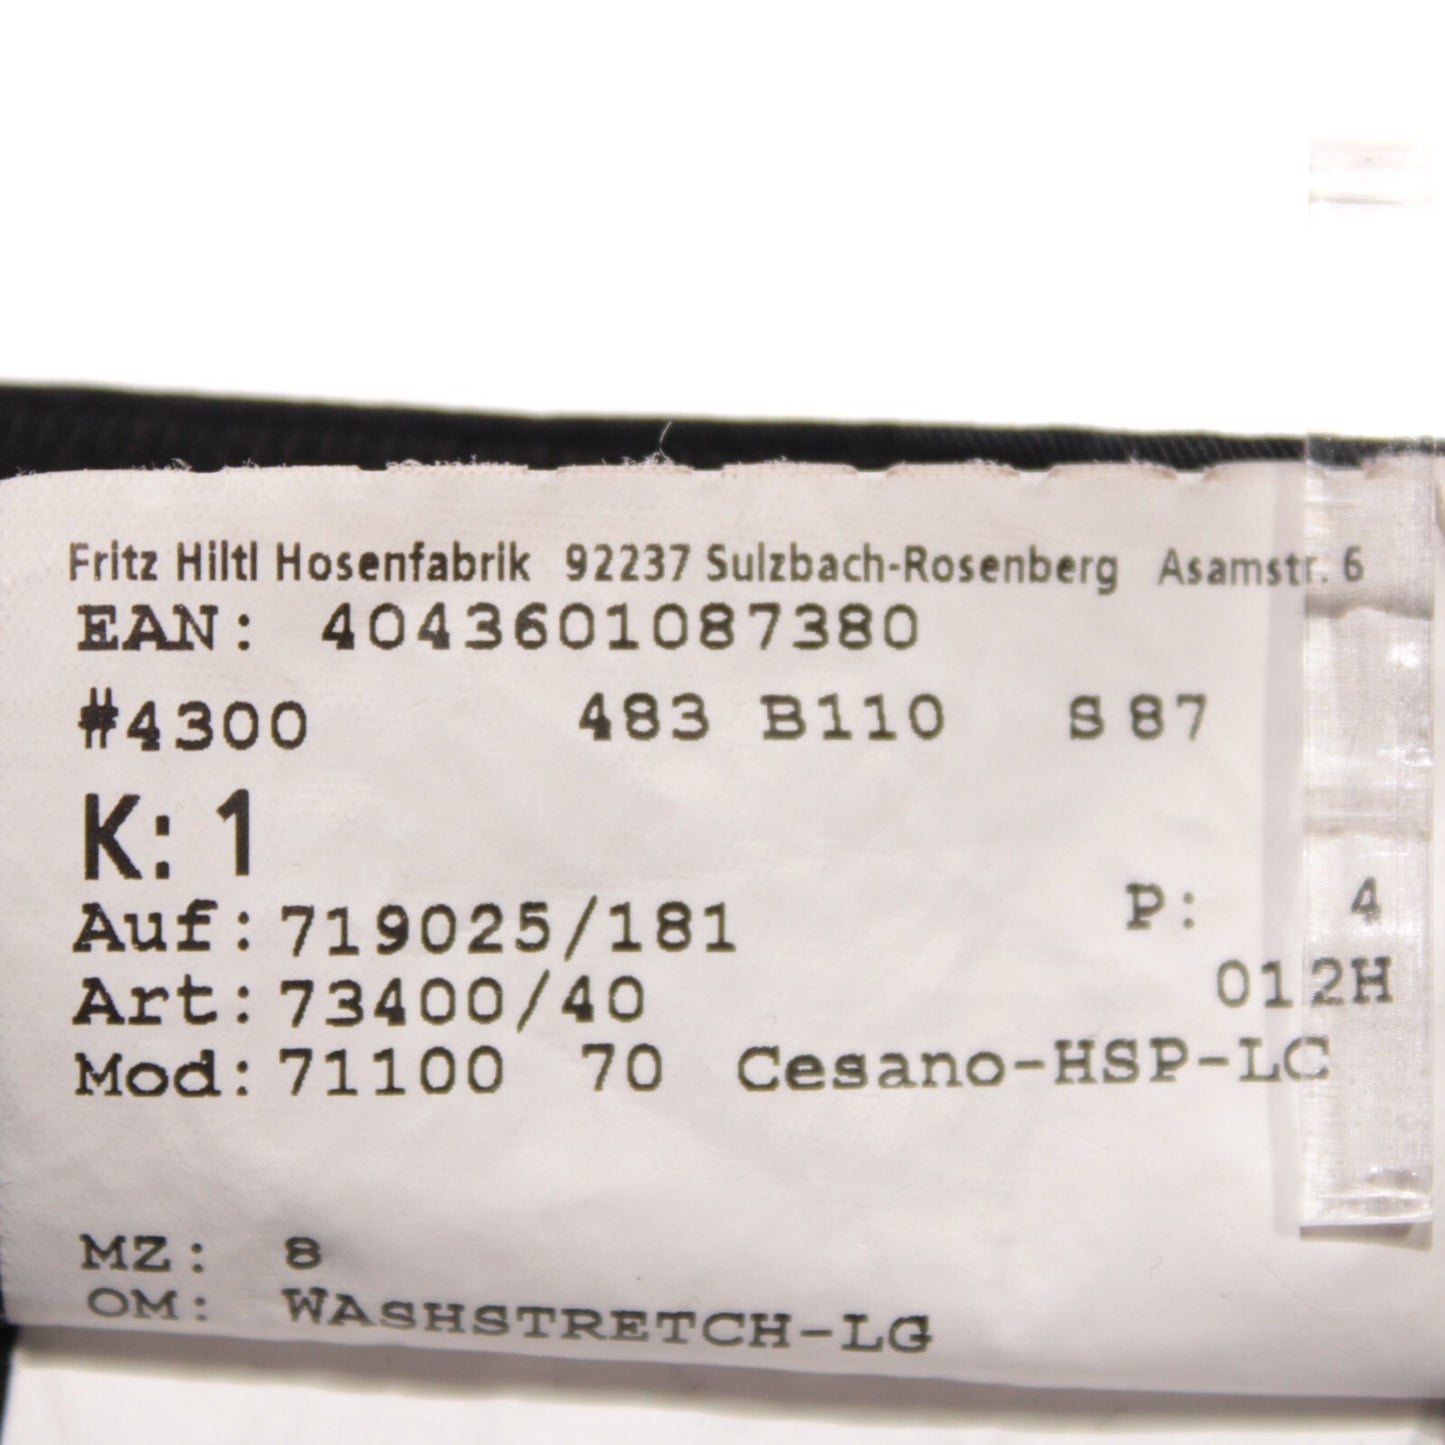 Fritz Hiltl Hosenfabrik 92237 Sulzbach-Rosenberg Asamstr. 6
EAN: 4043601087380
#4300 483 B110 S 87
K: 1
Auf: 719025/181 P: 4
Art: 73400/40 012H
Mod: 71100 70 Cesano-HSP-LC
MZ: 8
OM: WASHSTRETCH-LG